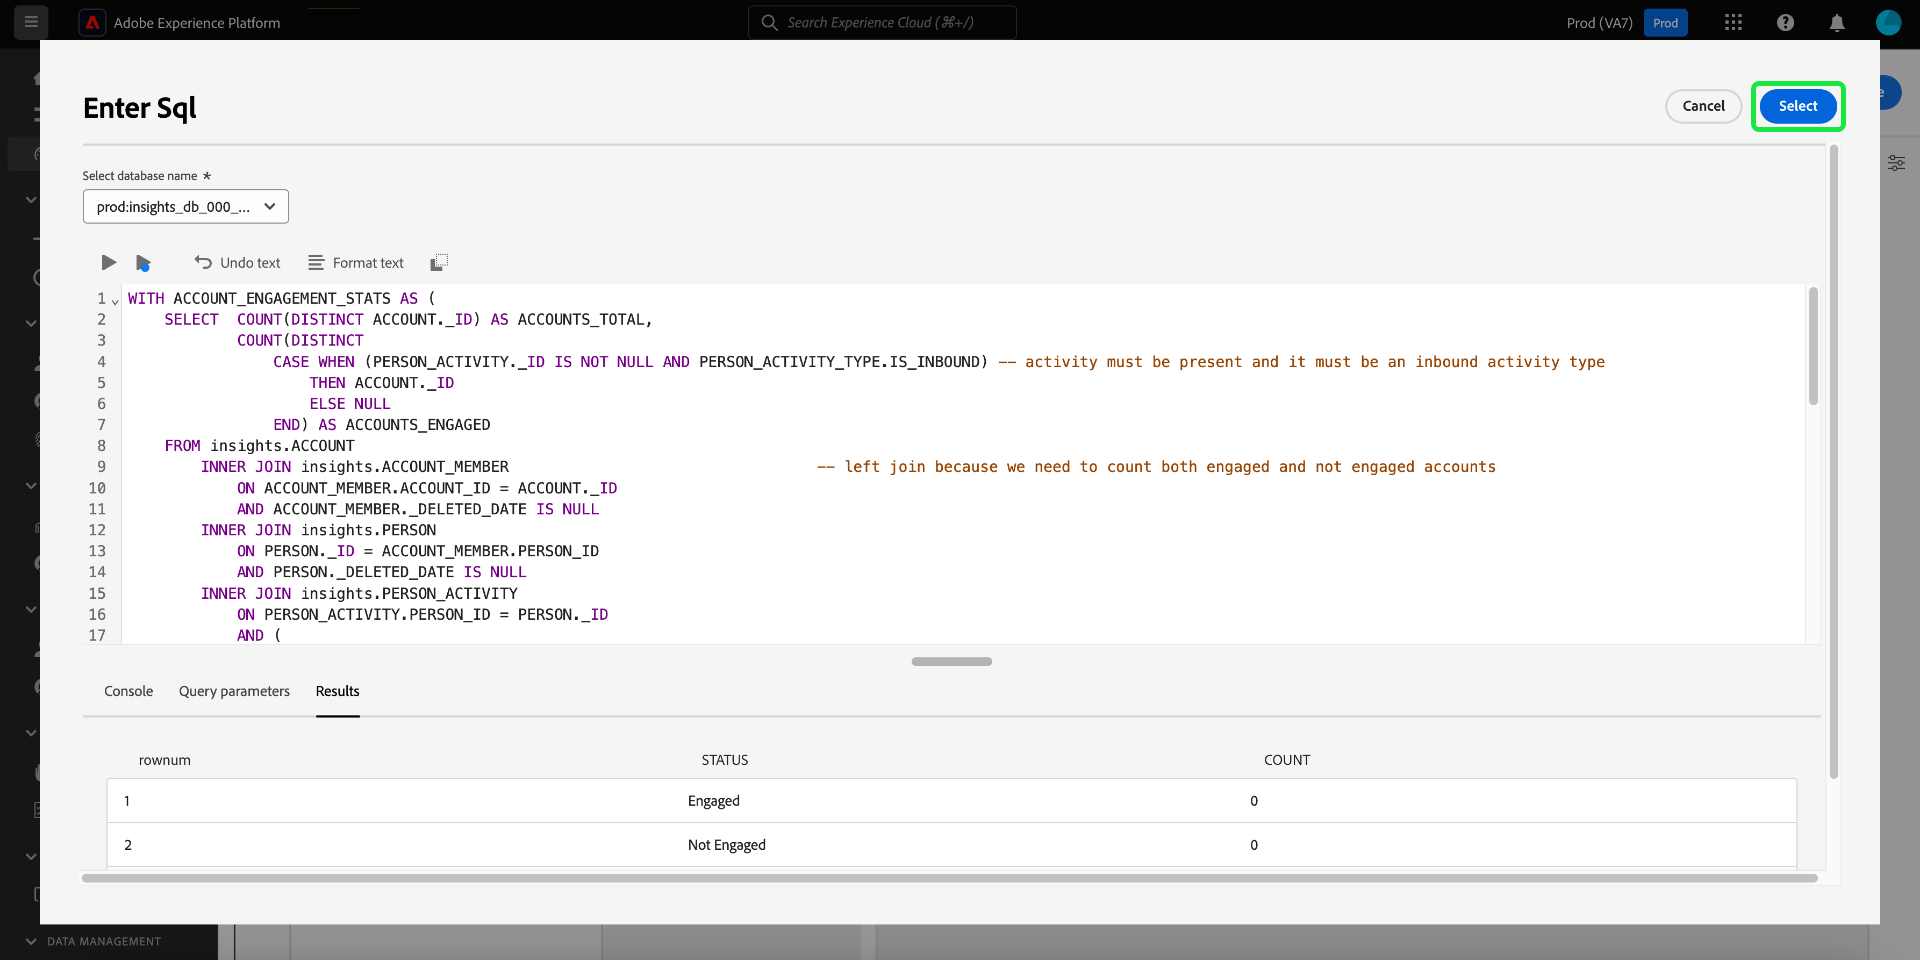 Adobe Experience Platform
Search Experience Cloud (⌘+/)
Prod (VA7)
Prod
Enter Sql
Cancel
Select
Select database name *
prod:insights_db_000_...
Undo text
Format text
1 WITH ACCOUNT_ENGAGEMENT_STATS AS (
2 SELECT COUNT(DISTINCT ACCOUNT._ID) AS ACCOUNTS_TOTAL,
3 COUNT(DISTINCT
4 CASE WHEN (PERSON_ACTIVITY._ID IS NOT NULL AND PERSON_ACTIVITY_TYPE.IS_INBOUND) -- activity must be present and it must be an inbound activity type
5 THEN ACCOUNT._ID
6 ELSE NULL
7 END) AS ACCOUNTS_ENGAGED
8 FROM insights.ACCOUNT
9 INNER JOIN insights.ACCOUNT_MEMBER -- left join because we need to count both engaged and not engaged accounts
10 ON ACCOUNT_MEMBER.ACCOUNT_ID = ACCOUNT._ID
11 AND ACCOUNT_MEMBER._DELETED_DATE IS NULL
12 INNER JOIN insights.PERSON
13 ON PERSON._ID = ACCOUNT_MEMBER.PERSON_ID
14 AND PERSON._DELETED_DATE IS NULL
15 INNER JOIN insights.PERSON_ACTIVITY
16 ON PERSON_ACTIVITY.PERSON_ID = PERSON._ID
17 AND (
Console Query parameters Results
rownum STATUS COUNT
1 Engaged 0
2 Not Engaged 0
DATA MANAGEMENT